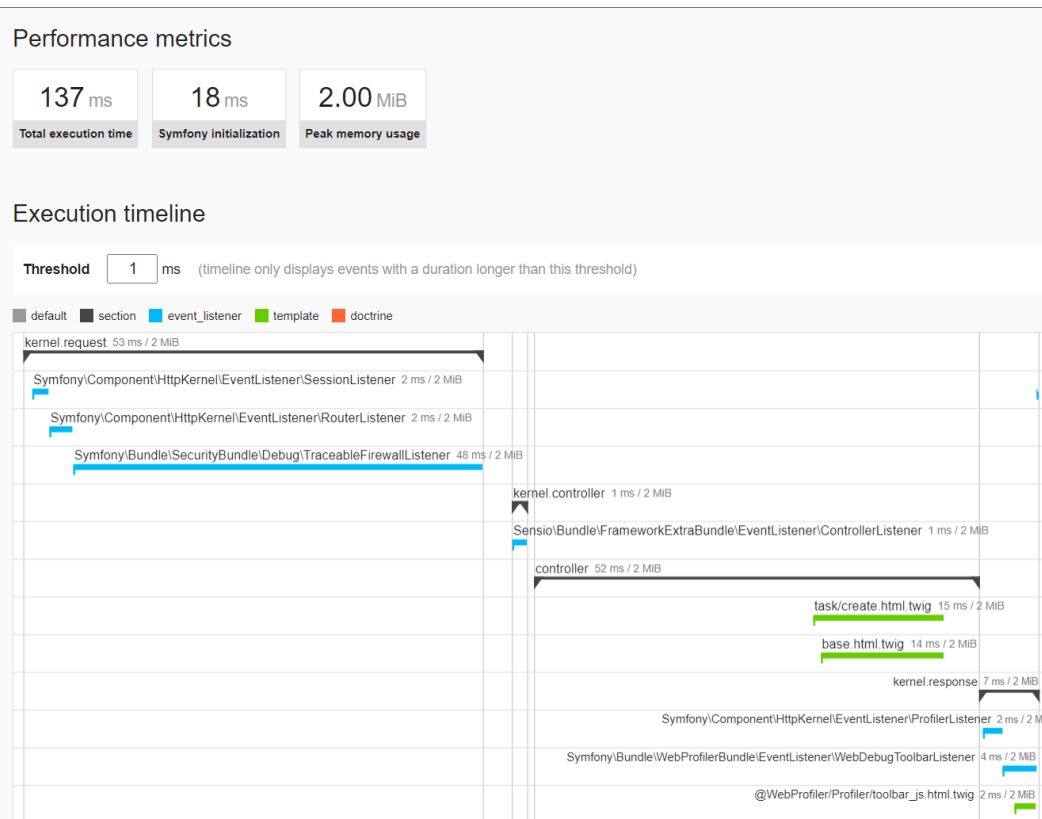 Performance metrics
137 ms
18 ms
2.00 MiB
Total execution time
Symfony initialization
Peak memory usage
Execution timeline
Threshold 1 ms (timeline only displays events with a duration longer than this threshold)
default section event_listener template doctrine
kernel.request 53 ms / 2 MiB
Symfony\Component\HttpKernel\EventListener\SessionListener 2 ms / 2 MiB
Symfony\Component\HttpKernel\EventListener\RouterListener 2 ms / 2 MiB
Symfony\Bundle\SecurityBundle\Debug\TraceableFirewallListener 48 ms / 2 MiB
kernel.controller 1 ms / 2 MiB
Sensio\Bundle\FrameworkExtraBundle\EventListener\ControllerListener 1 ms / 2 MiB
controller 52 ms / 2 MiB
task/create.html.twig 15 ms / 2 MiB
base.html.twig 14 ms / 2 MiB
kernel.response 7 ms / 2 MiB
Symfony\Component\HttpKernel\EventListener\ProfilerListener 2 ms / 2 M
Symfony\Bundle\WebProfilerBundle\EventListener\WebDebugToolbarListener 4 ms / 2 MiB
@WebProfiler/Profiler/toolbar_js.html.twig 2 ms / 2 MiB